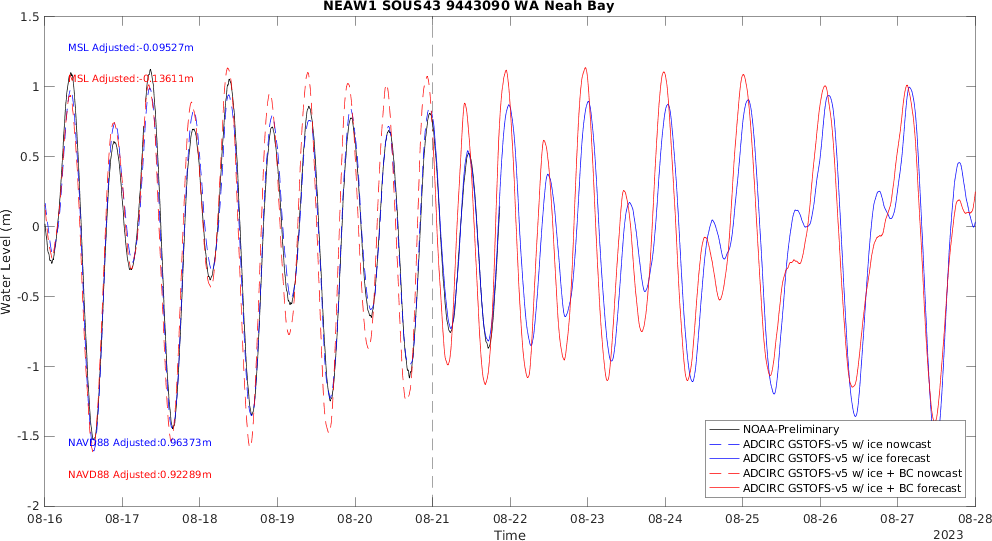 NEAW1 SOUS43 9443090 WA Neah Bay
1.5
1
0.5
0
-0.5
-1
-1.5
-2
Water Level (m)
MSL Adjusted:-0.09527m
MSL Adjusted:-0.13611m
NAVD88 Adjusted:0.96373m
NAVD88 Adjusted:0.92289m
NOAA-Preliminary
ADCIRC GSTOFS-v5 w/ ice nowcast
ADCIRC GSTOFS-v5 w/ ice forecast
ADCIRC GSTOFS-v5 w/ ice + BC nowcast
ADCIRC GSTOFS-v5 w/ ice + BC forecast
08-16 08-17 08-18 08-19 08-20 08-21 08-22 08-23 08-24 08-25 08-26 08-27 08-28
Time
2023